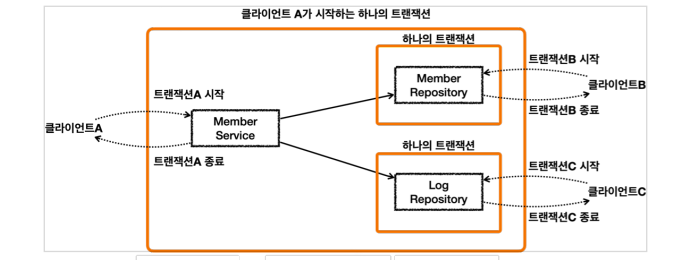 클라이언트 A가 시작하는 하나의 트랜잭션
하나의 트랜잭션
트랜잭션B 시작
Member
Repository
클라이언트B
트랜잭션B 종료
트랜잭션A 시작
클라이언트A
Member
Service
트랜잭션A 종료
하나의 트랜잭션
트랜잭션C 시작
Log
Repository
클라이언트C
트랜잭션C 종료